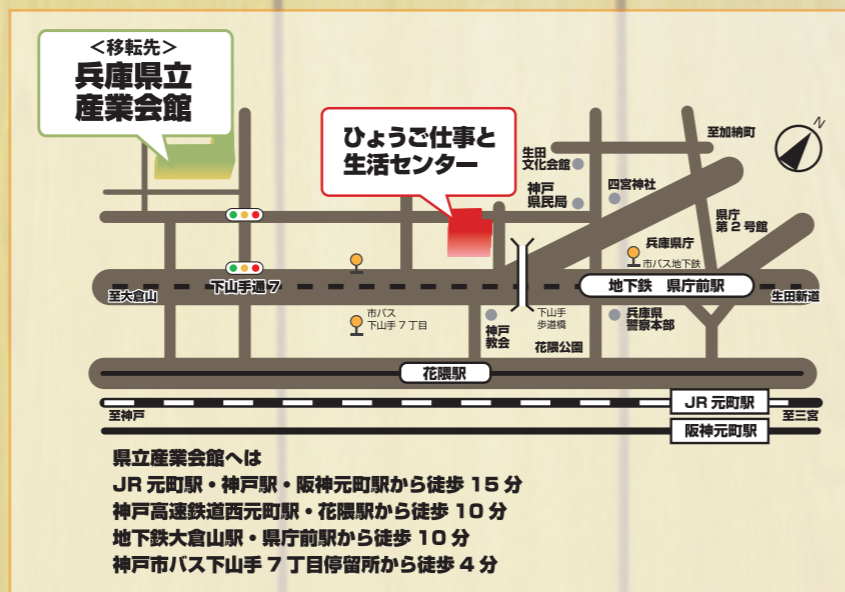 <移転先>
兵庫県立
産業会館
ひょうご仕事と
生活センター
生田
文化会館
神戸
県民局
四宮神社
至加納町
N
県庁
第2号館
兵庫県庁
市バス地下鉄
地下鉄 県庁前駅
至大倉山
下山手通7
生田新道
市バス
下山手7丁目
神戸
教会
下山手
歩道橋
花隈公園
兵庫県
警察本部
花隈駅
JR元町駅
至神戸
至三宮
阪神元町駅
県立産業会館へは
JR元町駅・神戸駅・阪神元町駅から徒歩15分
神戸高速鉄道西元町駅・花隈駅から徒歩10分
地下鉄大倉山駅・県庁前駅から徒歩10分
神戸市バス下山手7丁目停留所から徒歩4分